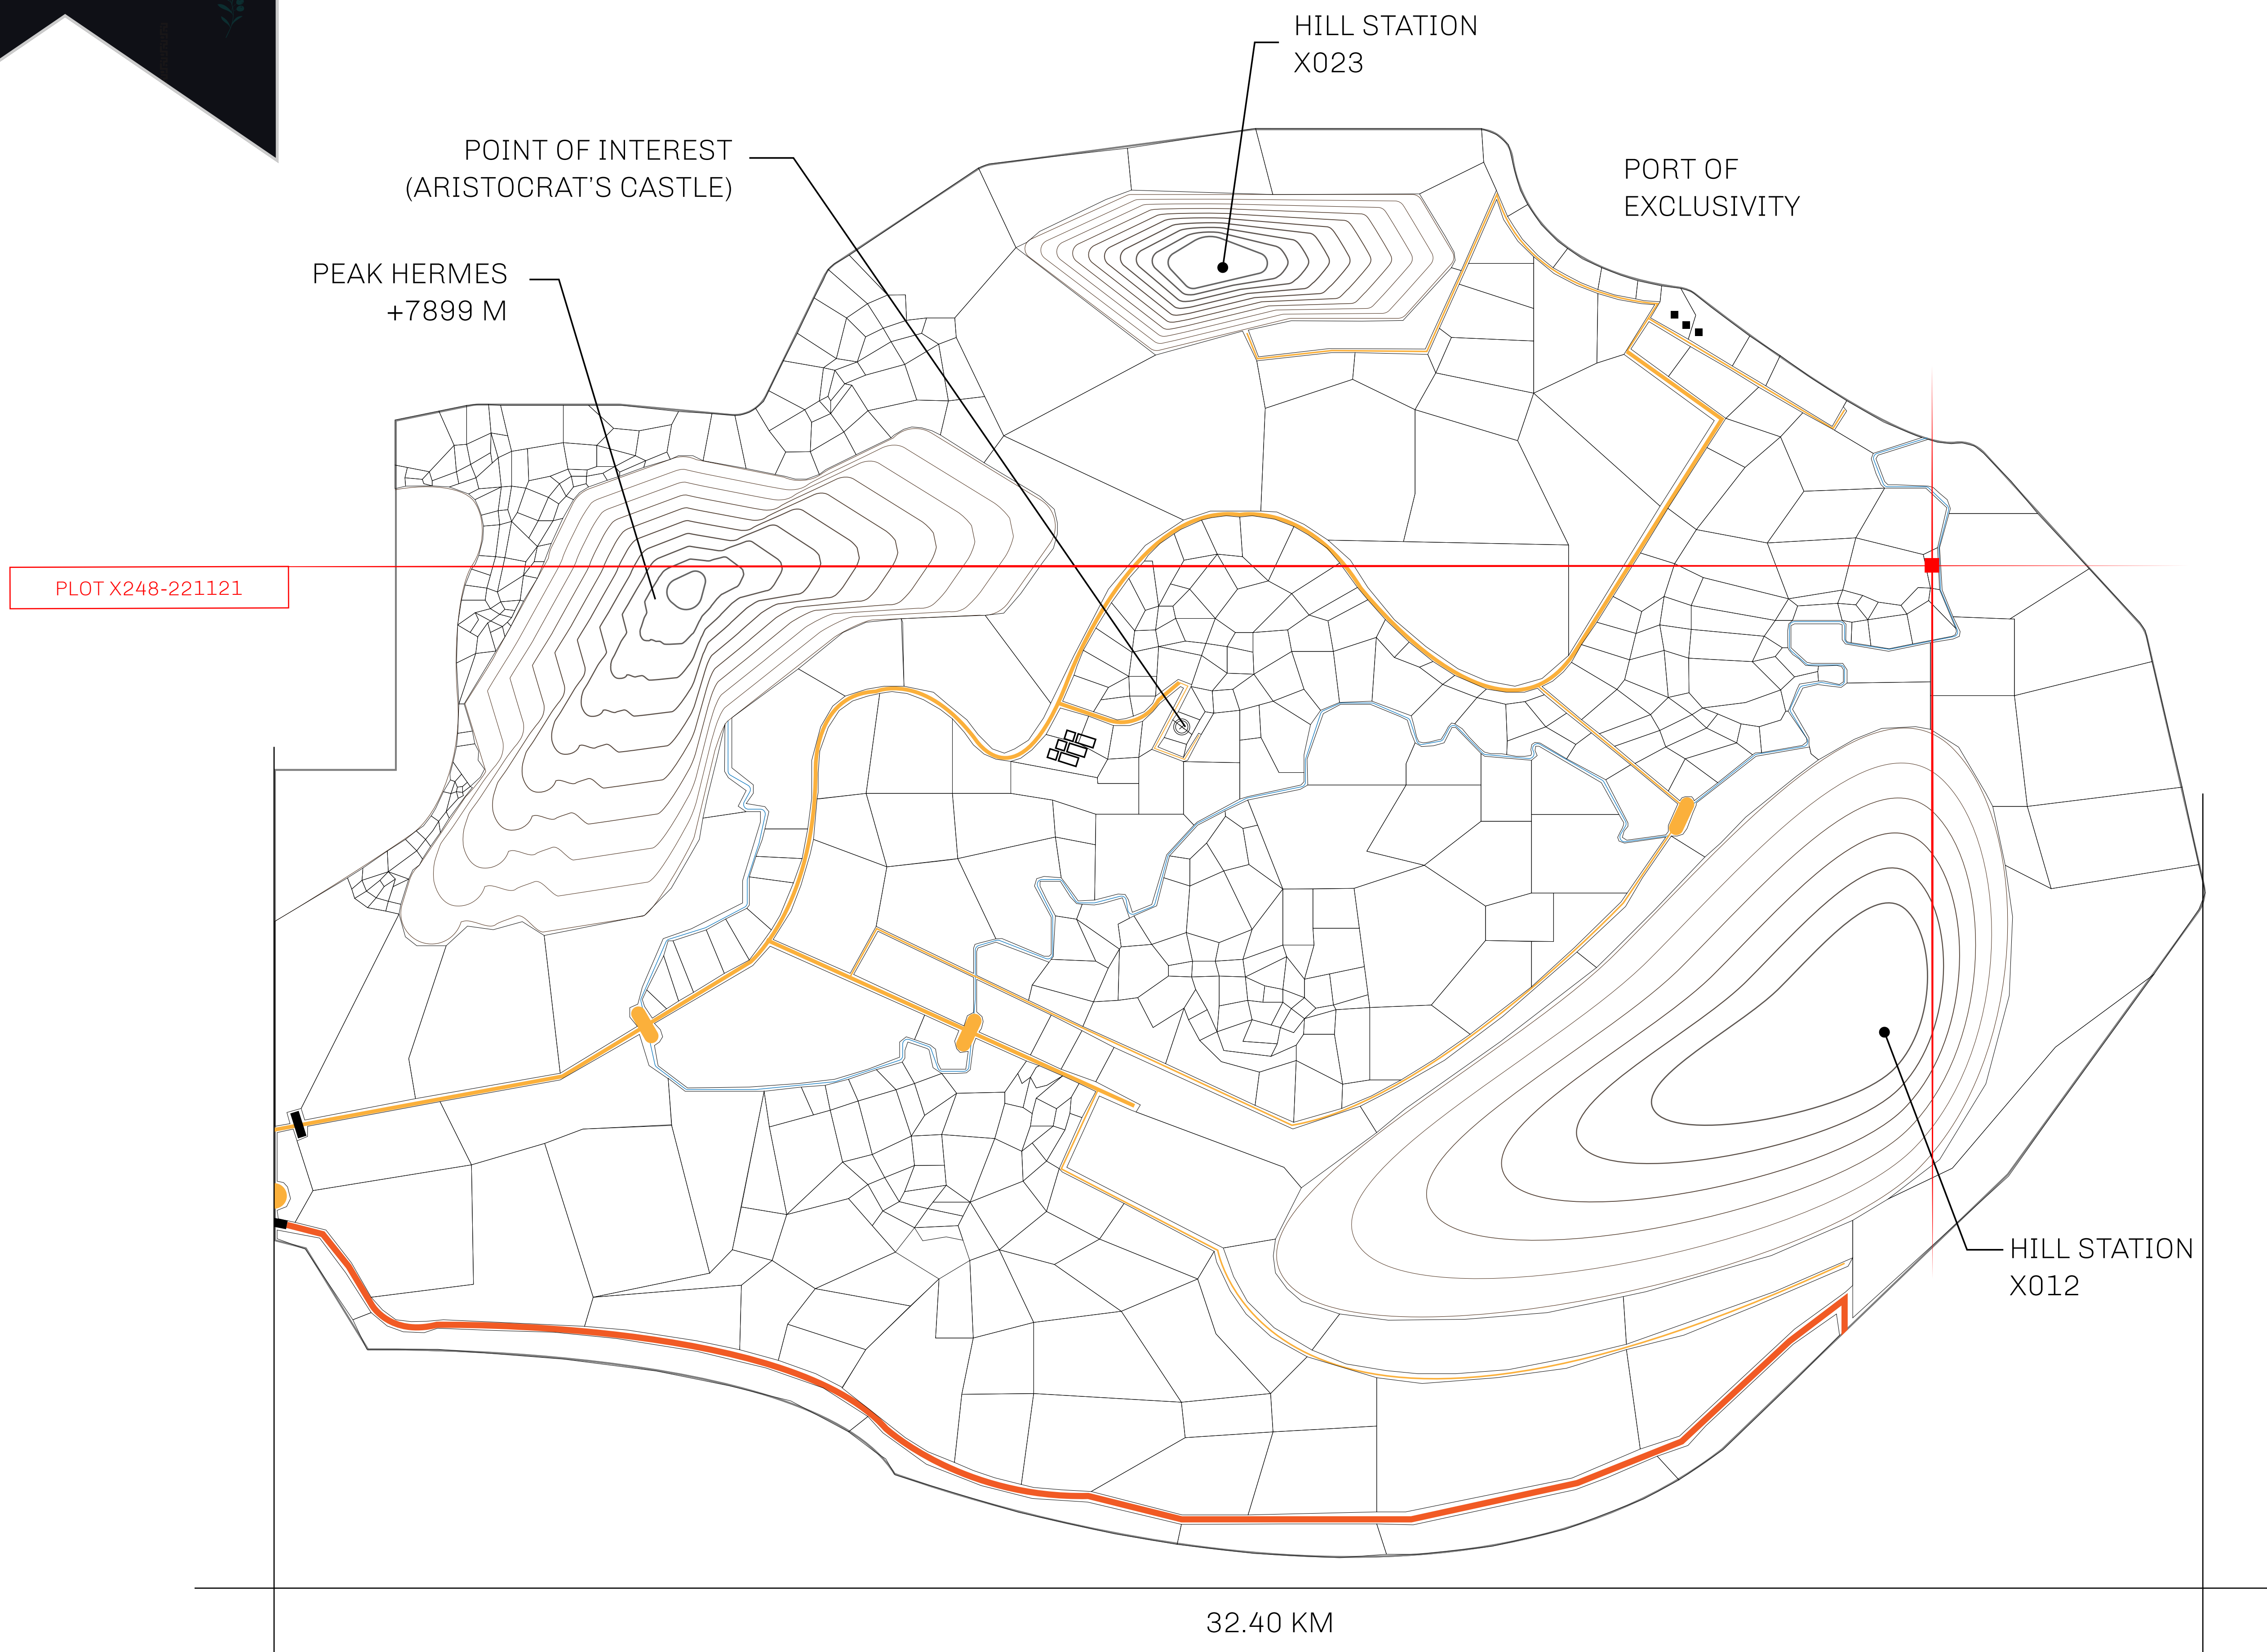 HILL STATION
X023
POINT OF INTEREST
(ARISTOCRAT'S CASTLE)
PORT OF
EXCLUSIVITY
PEAK HERMES
+7899 M
PLOT X248-221121
HILL STATION
X012
32.40 KM